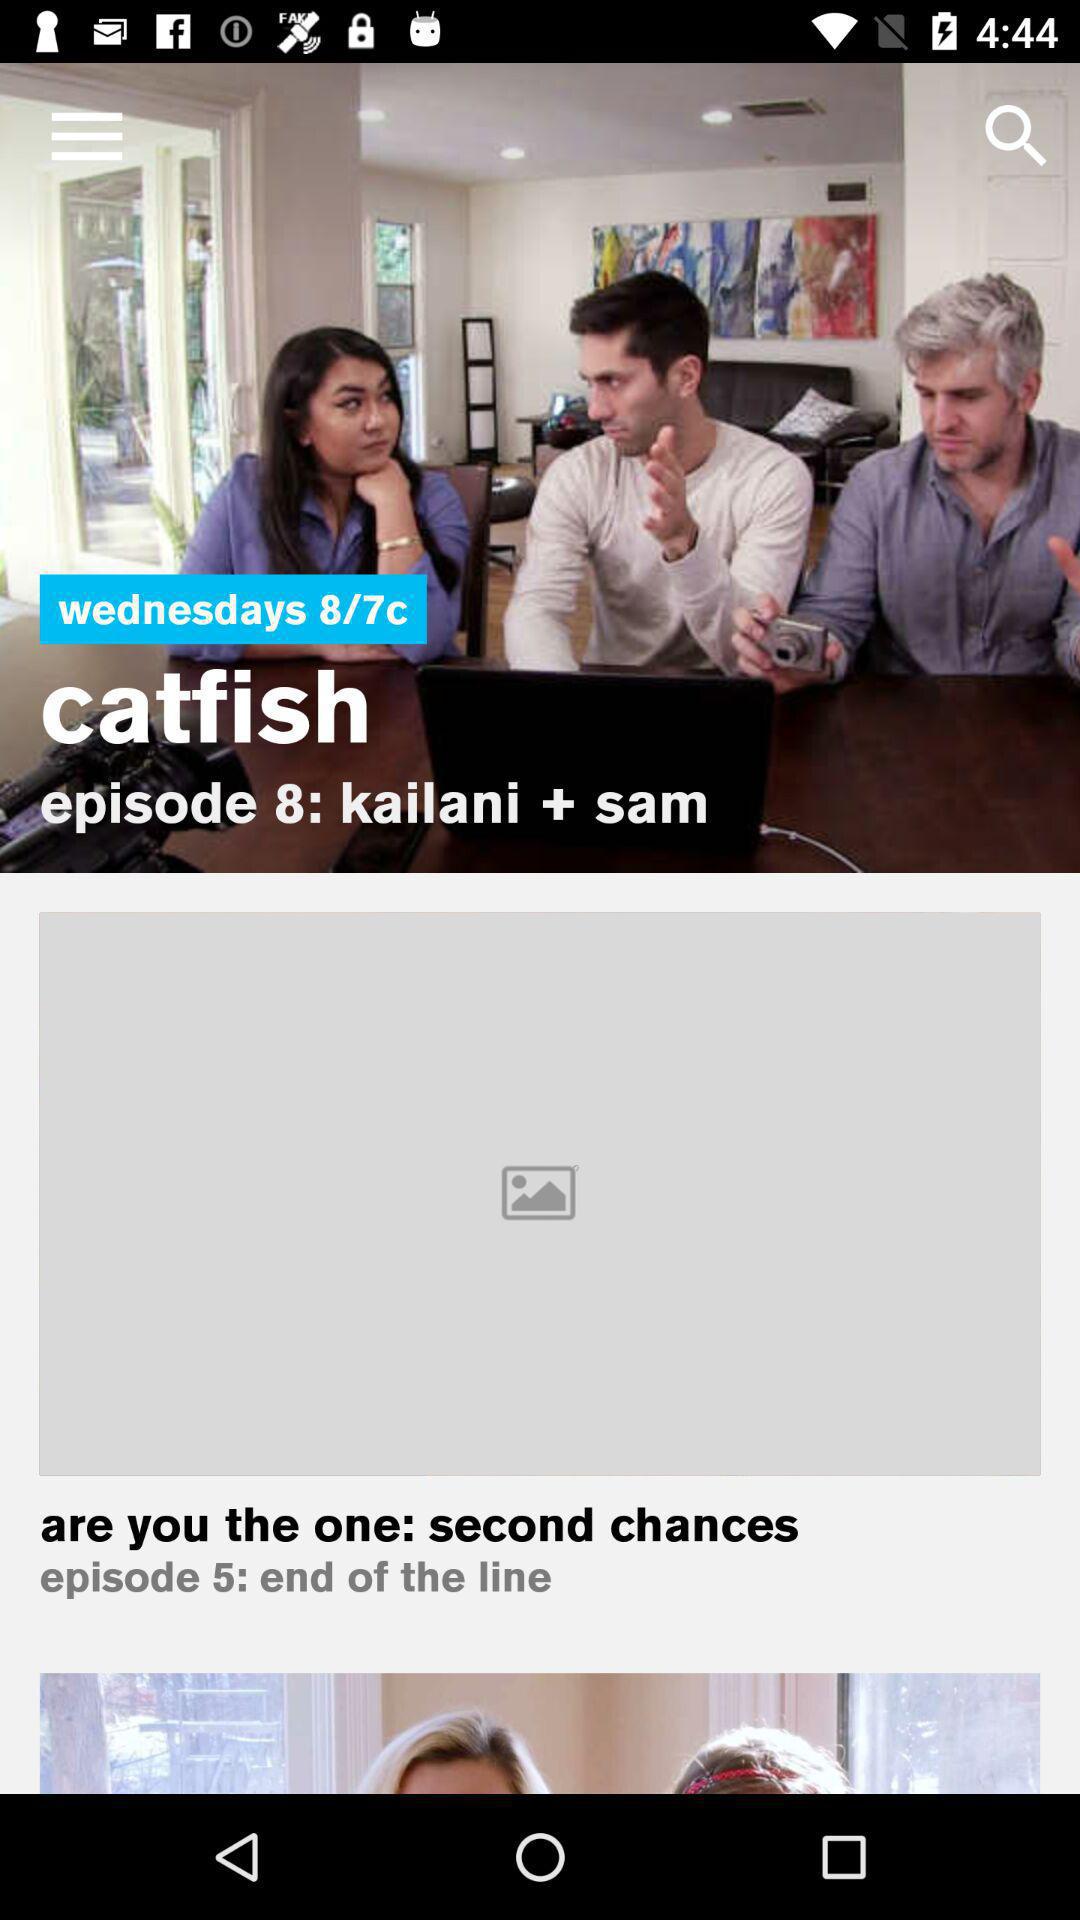 FAKE
4:44
wednesdays 8/7c
catfish
episode 8: kailani + sam
are you the one: second chances
episode 5: end of the line